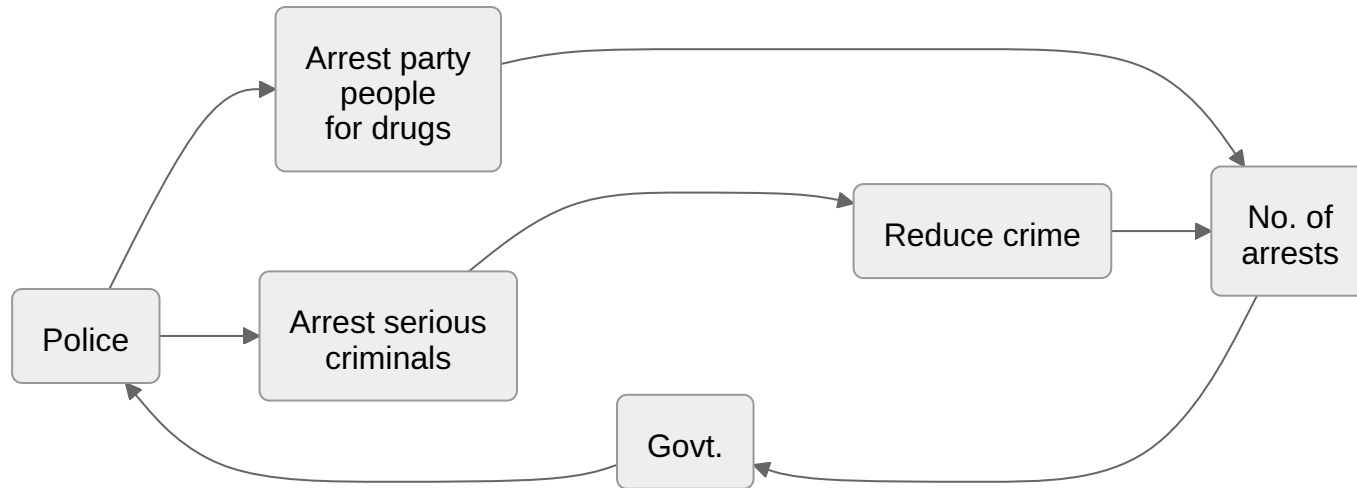 Arrest party
people
for drugs
Reduce crime
No. of
arrests
Police
Arrest serious
criminals
Govt.